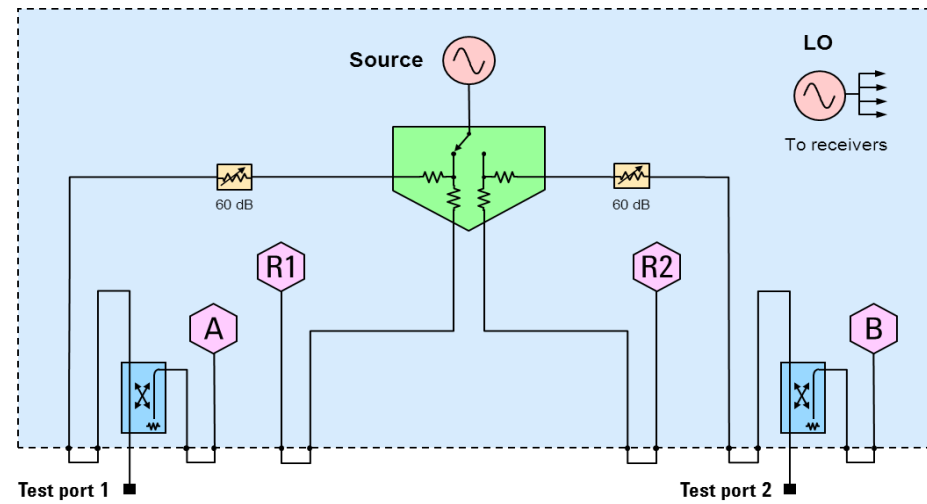 LO
Source
To receivers
60 dB
60 dB
R1
R2
A
B
Test port 1
Test port 2